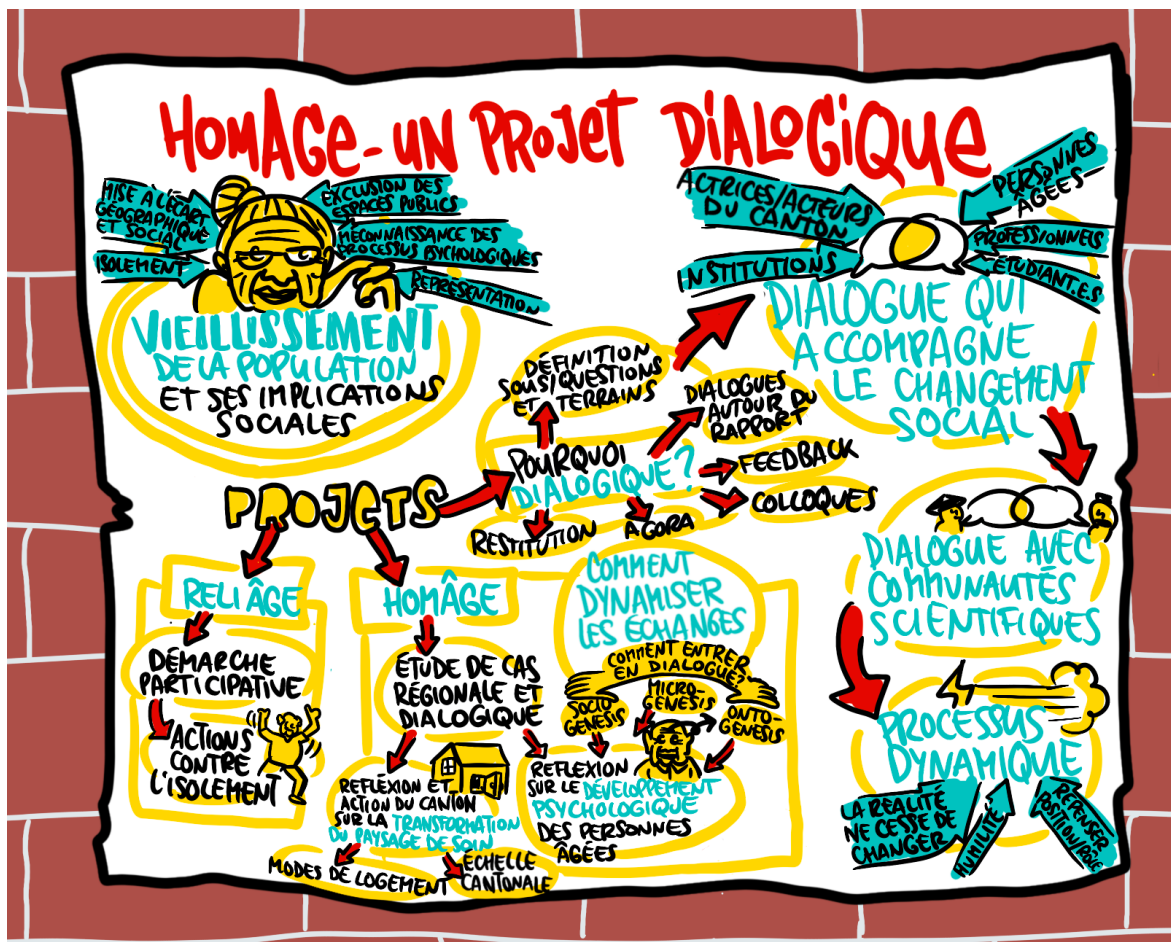 HOMAGE - UN PROJET DIALOGIQUE
MISE À L'ÉCART
GÉOGRAPHIQUE
ET SOCIAL
ISOLEMENT
EXCLUSION DES
ESPACES PUBLICS
MÉCONNAISSANCE DES
PROCESSUS PSYCHOLOGIQUES
REPRÉSENTATION
VIEILLISSEMENT
DE LA POPULATION
ET SES IMPLICATIONS
SOCIALES
ACTRICES/ACTEURS
DU CANTON
INSTITUTIONS
PERSONNES
ÂGÉES
PROFESSIONNELS
ÉTUDIANT.E.S
DIALOGUE QUI
ACCOMPAGNE
LE CHANGEMENT
SOCIAL
DÉFINITION
SOUS/QUESTIONS
ET TERRAINS
DIALOGUES
AUTOUR DU
RAPPORT
POURQUOI
DIALOGIQUE?
FEEDBACK
COLLOQUES
AGORA
RESTITUTION
PROJETS
RELIÂGE
DÉMARCHE
PARTICIPATIVE
ACTIONS
CONTRE
L'ISOLEMENT
HOMÂGE
ÉTUDE DE CAS
RÉGIONALE ET
DIALOGIQUE
REFLÉXION ET
ACTION DU CANTON
SUR LA TRANSFORMATION
DU PAYSAGE DE SOIN
MODES DE LOGEMENT
ÉCHELLE
CANTONALE
COMMENT
DYNAMISER
LES ÉCHANGES
COMMENT ENTRER
EN DIALOGUE?
SOCIO
GENESIS
MICRO-
GENESIS
ONTO-
GENESIS
REFLEXION
SUR LE DÉVELOPPEMENT
PSYCHOLOGIQUE
DES PERSONNES
ÂGÉES
DIALOGUE AVEC
COMMUNAUTÉS
SCIENTIFIQUES
PROCESSUS
DYNAMIQUE
LA RÉALITÉ
NE CESSE DE
CHANGER
HUMILITÉ
REPENSER
POSITION/RÔLE